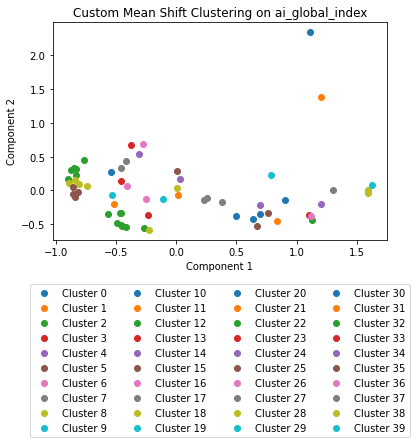 Custom Mean Shift Clustering on ai_global_index
Component 2
2.0
1.5
1.0
0.5
0.0
−0.5
−1.0 −0.5 0.0 0.5 1.0 1.5
Component 1
Cluster 0 Cluster 10 Cluster 20 Cluster 30
Cluster 1 Cluster 11 Cluster 21 Cluster 31
Cluster 2 Cluster 12 Cluster 22 Cluster 32
Cluster 3 Cluster 13 Cluster 23 Cluster 33
Cluster 4 Cluster 14 Cluster 24 Cluster 34
Cluster 5 Cluster 15 Cluster 25 Cluster 35
Cluster 6 Cluster 16 Cluster 26 Cluster 36
Cluster 7 Cluster 17 Cluster 27 Cluster 37
Cluster 8 Cluster 18 Cluster 28 Cluster 38
Cluster 9 Cluster 19 Cluster 29 Cluster 39